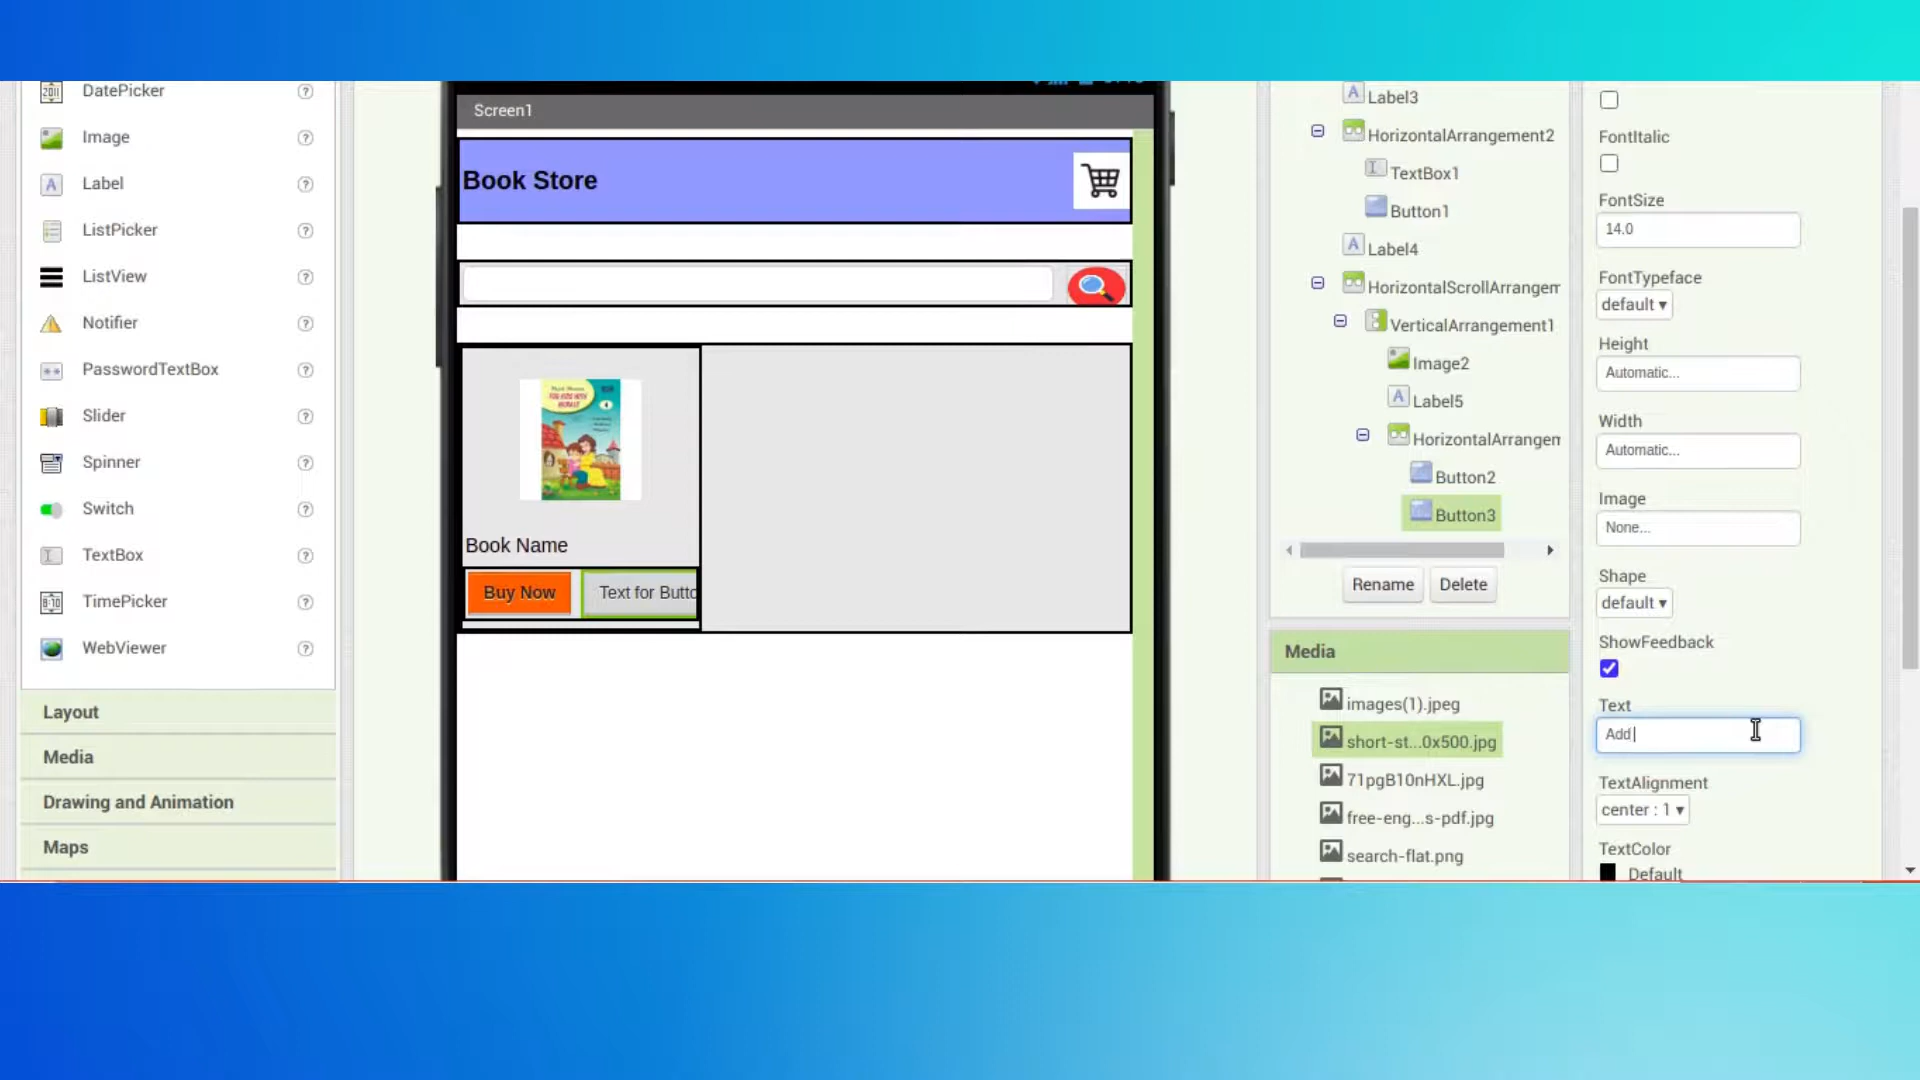 DatePicker
Image
Label
ListPicker
ListView
Notifier
PasswordTextBox
Slider
Spinner
Switch
TextBox
TimePicker
WebViewer
Layout
Media
Drawing and Animation
Maps
Screen1
Book Store
Book Name
Buy Now
Text for Butto
Label3
HorizontalArrangement2
TextBox1
Button1
Label4
HorizontalScrollArrangem
VerticalArrangement1
Image2
Label5
HorizontalArrangem
Button2
Button3
Rename
Delete
Media
images(1).jpeg
short-st...0x500.jpg
71pgB10nHXL.jpg
free-eng...s-pdf.jpg
search-flat.png
FontItalic
FontSize
14.0
FontTypeface
default ▾
Height
Automatic...
Width
Automatic...
Image
None...
Shape
default ▾
ShowFeedback
Text
Add
TextAlignment
center : 1 ▾
TextColor
Default